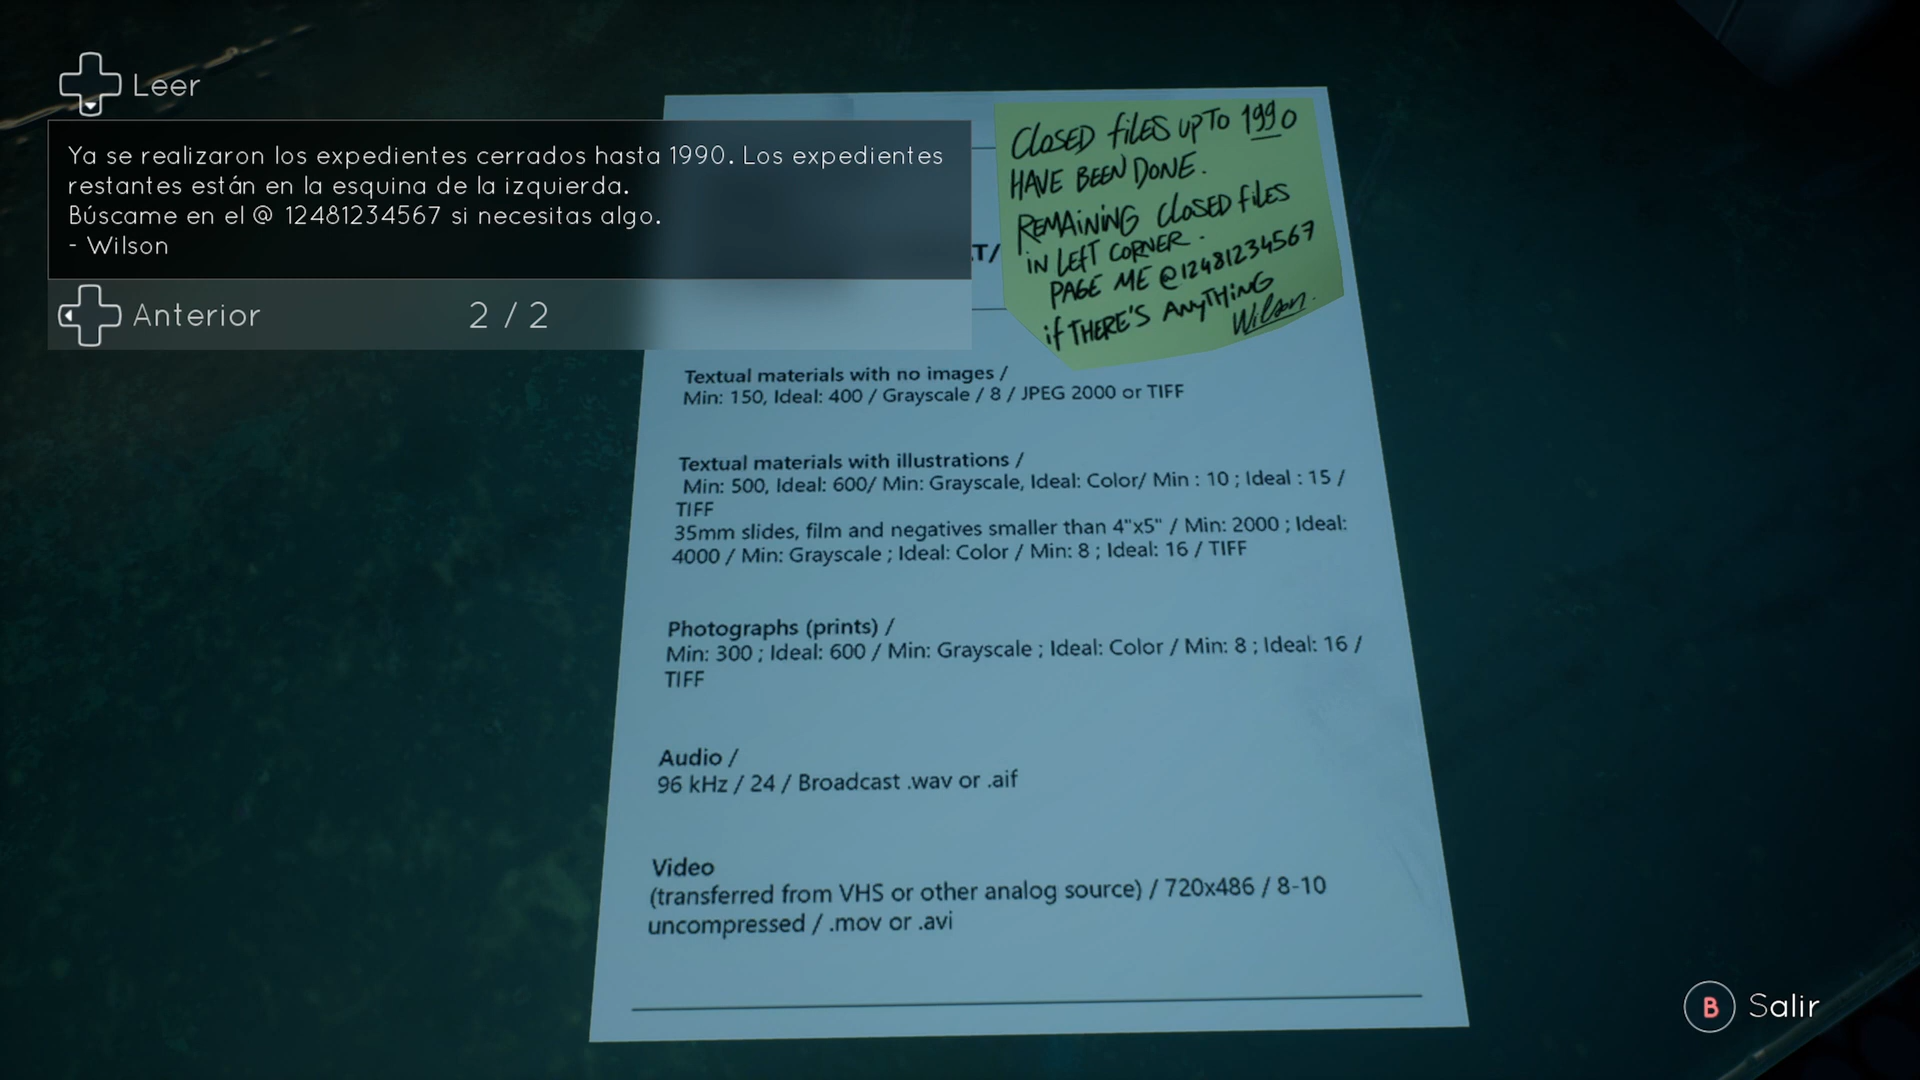 Leer
Ya se realizaron los expedientes cerrados hasta 1990. Los expedientes
restantes están en la esquina de la izquierda.
Búscame en el @ 12481234567 si necesitas algo.
- Wilson
Anterior
2 / 2
CLOSED FILES UP TO 1990
HAVE BEEN DONE.
REMAINING CLOSED FILES
IN LEFT CORNER.
PAGE ME @12481234567
if THERE'S ANYTHING
Wilson.
T/
Textual materials with no images /
Min: 150, Ideal: 400 / Grayscale / 8 / JPEG 2000 or TIFF
Textual materials with illustrations /
Min: 500, Ideal: 600/ Min: Grayscale, Ideal: Color/ Min : 10 ; Ideal : 15 /
TIFF
35mm slides, film and negatives smaller than 4"x5" / Min: 2000 ; Ideal:
4000 / Min: Grayscale ; Ideal: Color / Min: 8 ; Ideal: 16 / TIFF
Photographs (prints) /
Min: 300 ; Ideal: 600 / Min: Grayscale ; Ideal: Color / Min: 8 ; Ideal: 16 /
TIFF
Audio /
96 kHz / 24 / Broadcast .wav or .aif
Video
(transferred from VHS or other analog source) / 720x486 / 8-10
uncompressed / .mov or .avi
B Salir